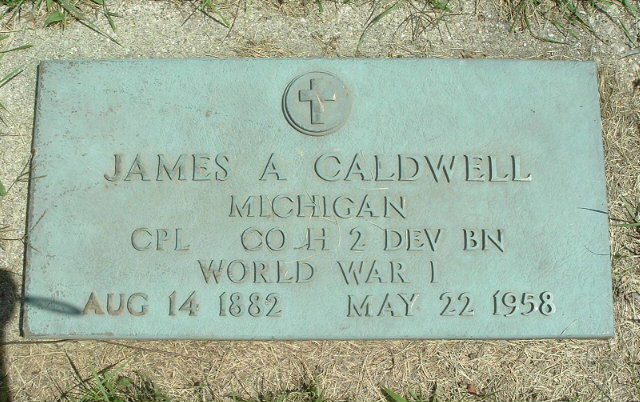 JAMES A CALDWELL
MICHIGAN
CPL CO H 2 DEV BN
WORLD WAR I
AUG 14 1882 MAY 22 1958